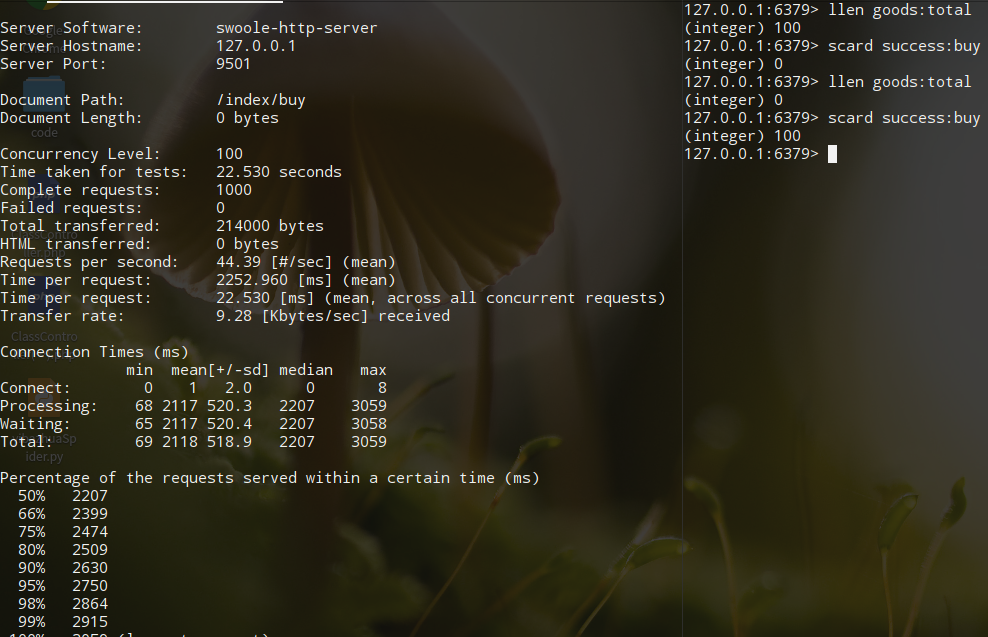 Server Software:        swoole-http-server
Server Hostname:        127.0.0.1
Server Port:            9501
Document Path:          /index/buy
Document Length:        0 bytes
Concurrency Level:      100
Time taken for tests:   22.530 seconds
Complete requests:      1000
Failed requests:        0
Total transferred:      214000 bytes
HTML transferred:       0 bytes
Requests per second:    44.39 [#/sec] (mean)
Time per request:       2252.960 [ms] (mean)
Time per request:       22.530 [ms] (mean, across all concurrent requests)
Transfer rate:          9.28 [Kbytes/sec] received
Connection Times (ms)
              min  mean[+/-sd] median   max
Connect:        0    1   2.0      0       8
Processing:    68 2117 520.3   2207    3059
Waiting:       65 2117 520.4   2207    3058
Total:         69 2118 518.9   2207    3059
Percentage of the requests served within a certain time (ms)
  50%   2207
  66%   2399
  75%   2474
  80%   2509
  90%   2630
  95%   2750
  98%   2864
  99%   2915
code
ClassContro
ider.py
127.0.0.1:6379> llen goods:total
(integer) 100
127.0.0.1:6379> scard success:buy
(integer) 0
127.0.0.1:6379> llen goods:total
(integer) 0
127.0.0.1:6379> scard success:buy
(integer) 100
127.0.0.1:6379>